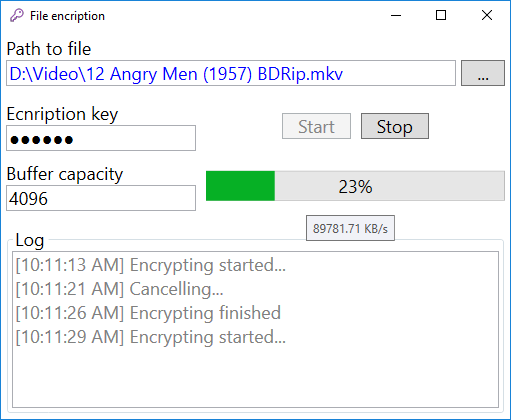 File encription
Path to file
D:\Video\12 Angry Men (1957) BDRip.mkv
...
Ecnription key
●●●●●●
Start
Stop
Buffer capacity
4096
23%
89781.71 KB/s
Log
[10:11:13 AM] Encrypting started...
[10:11:21 AM] Cancelling...
[10:11:26 AM] Encrypting finished
[10:11:29 AM] Encrypting started...